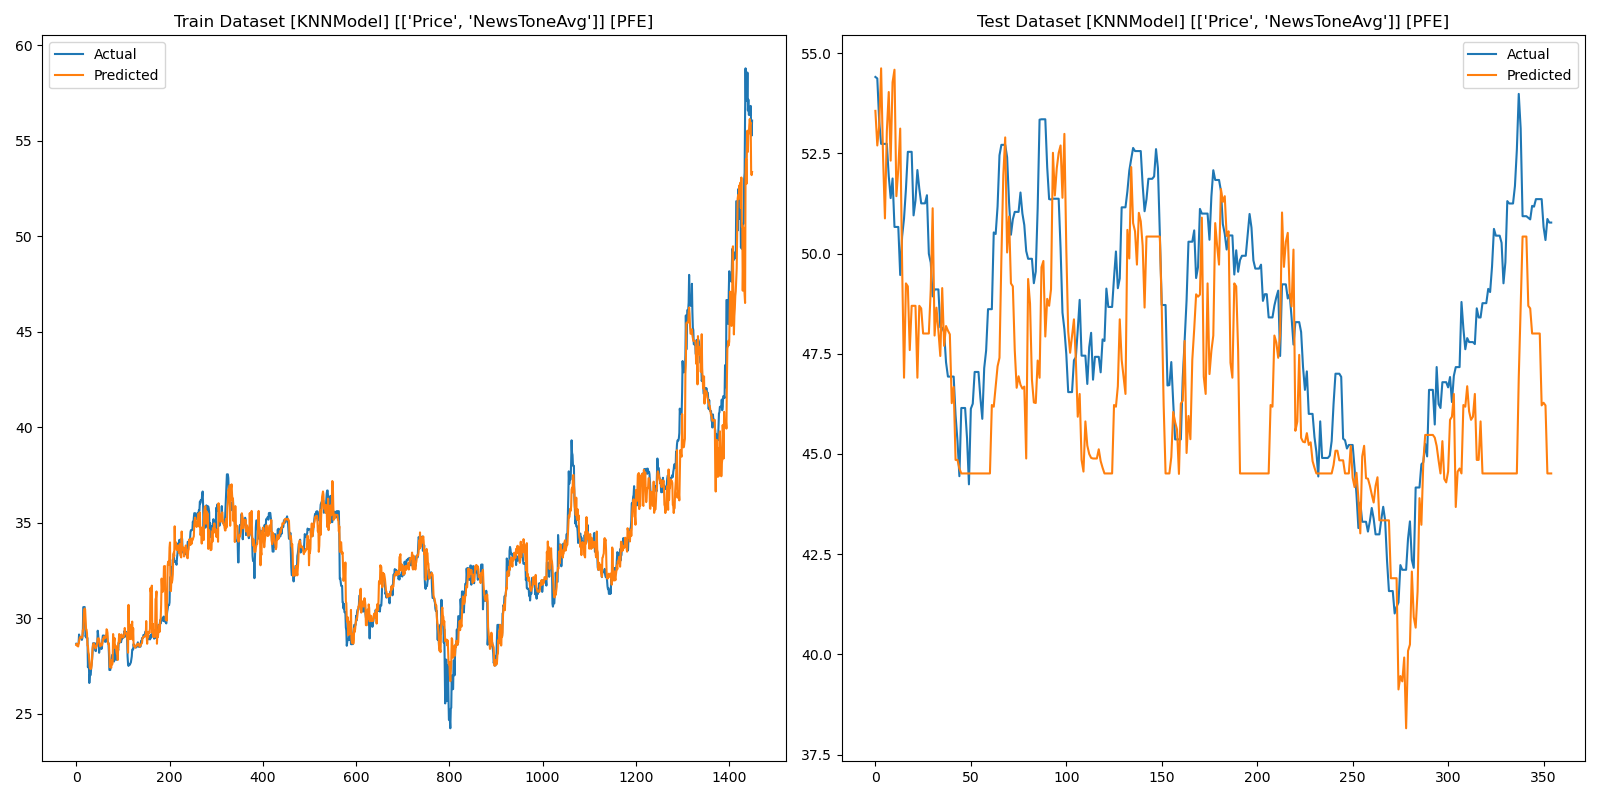 Train Dataset [KNNModel] [['Price', 'NewsToneAvg']] [PFE]
Actual
Predicted
60
55
50
45
40
35
30
25
0 200 400 600 800 1000 1200 1400
Test Dataset [KNNModel] [['Price', 'NewsToneAvg']] [PFE]
Actual
Predicted
55.0
52.5
50.0
47.5
45.0
42.5
40.0
37.5
0 50 100 150 200 250 300 350